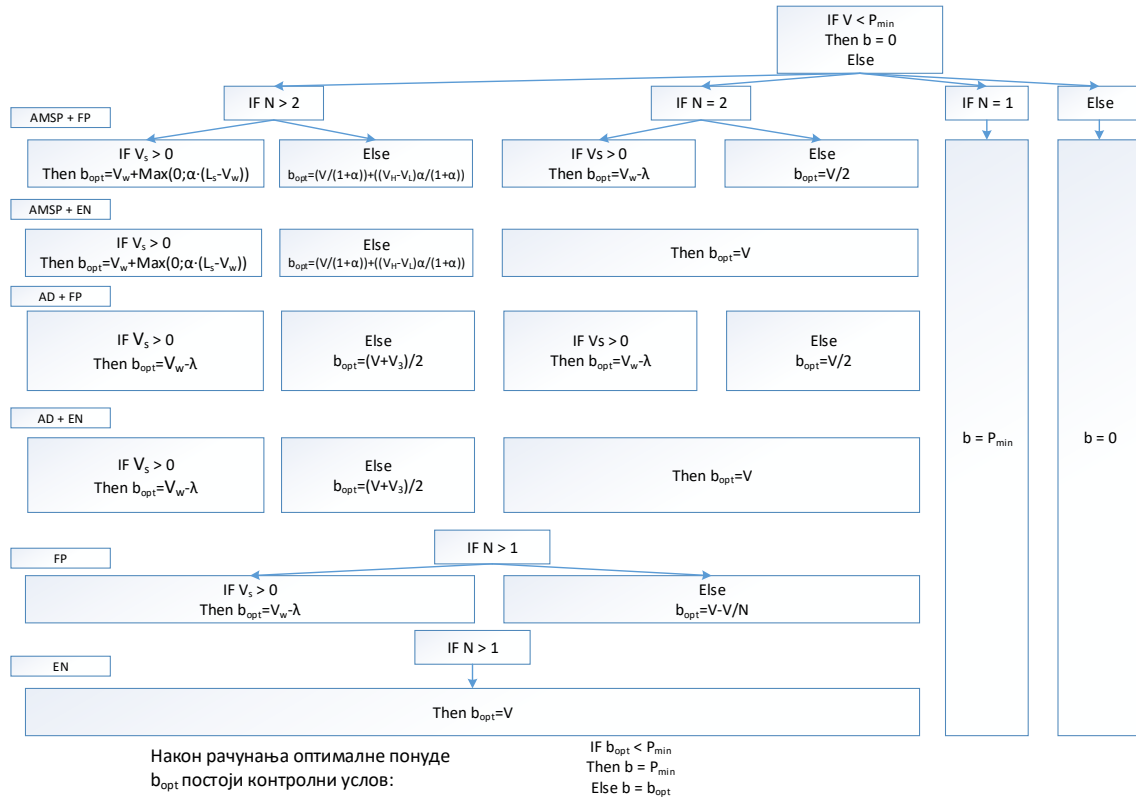 IF V < Pmin
Then b = 0
Else
IF N > 2
IF N = 2
IF N = 1
Else
AMSP + FP
IF Vs > 0
Then bopt=Vw+Max(0;α·(Ls-Vw))
Else
bopt=(V/(1+α))+((VH-VL)α/(1+α))
IF Vs > 0
Then bopt=Vw-λ
Else
bopt=V/2
AMSP + EN
IF Vs > 0
Then bopt=Vw+Max(0;α·(Ls-Vw))
Else
bopt=(V/(1+α))+((VH-VL)α/(1+α))
Then bopt=V
AD + FP
IF Vs > 0
Then bopt=Vw-λ
Else
bopt=(V+V3)/2
IF Vs > 0
Then bopt=Vw-λ
Else
bopt=V/2
AD + EN
IF Vs > 0
Then bopt=Vw-λ
Else
bopt=(V+V3)/2
Then bopt=V
b = Pmin
b = 0
FP
IF N > 1
IF Vs > 0
Then bopt=Vw-λ
Else
bopt=V-V/N
IF N > 1
EN
Then bopt=V
Након рачунања оптималне понуде
bopt постоји контролни услов:
IF bopt < Pmin
Then b = Pmin
Else b = bopt